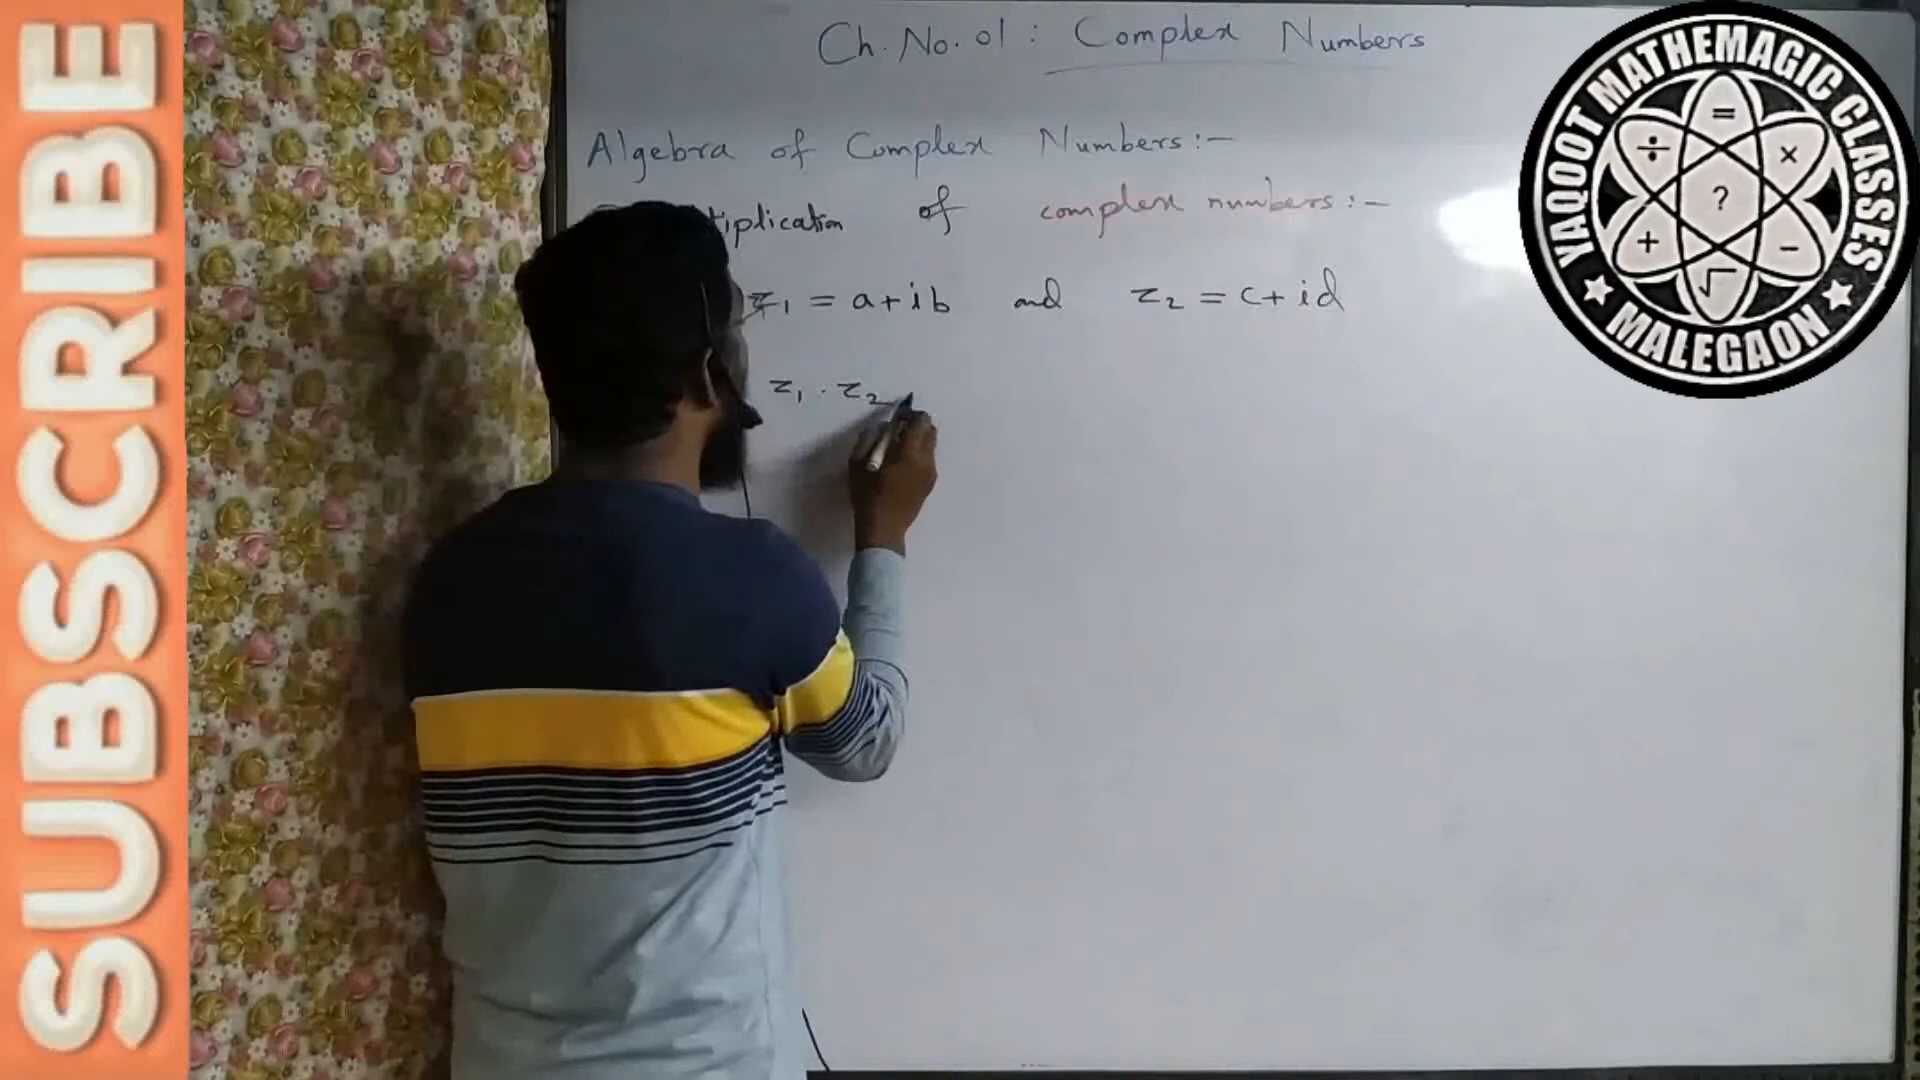 SUBSCRIBE
Ch. No. 01 : Complex Numbers
Algebra of Complex Numbers:-
tiplication of complex numbers:-
z₁ = a+ib and z₂ = c+id
z₁ . z₂
YAQOOT MATHEMAGIC CLASSES
= × - √ + ÷ ?
★ MALEGAON ★